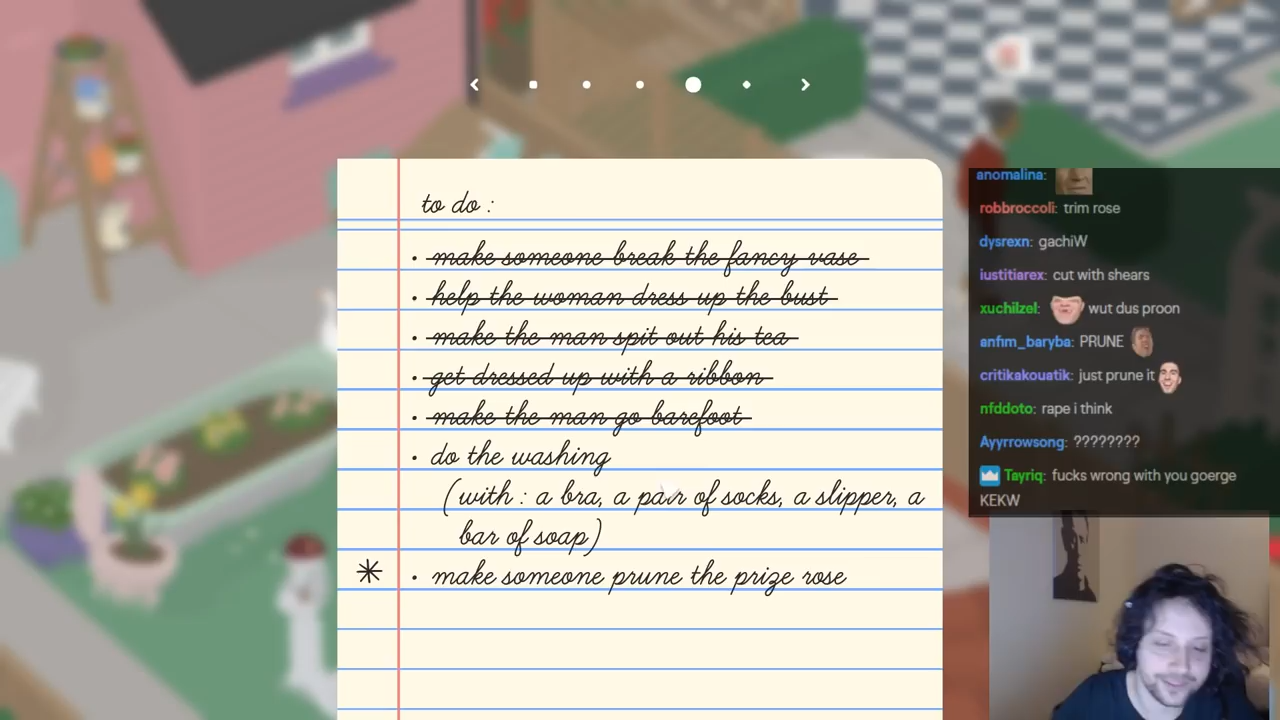 to do :
· make someone break the fancy vase
· help the woman dress up the bust
· make the man spit out his tea
· get dressed up with a ribbon
· make the man go barefoot
· do the washing
(with : a bra, a pair of socks, a slipper, a
bar of soap)
* · make someone prune the prize rose
anomalina:
robbroccoli: trim rose
dysrexn: gachiW
iustitiarex: cut with shears
xuchilzel: wut dus proon
anfim_baryba: PRUNE
critikakouatik: just prune it
nfddoto: rape i think
Ayyrrowsong: ????????
Tayriq: fucks wrong with you goerge
KEKW